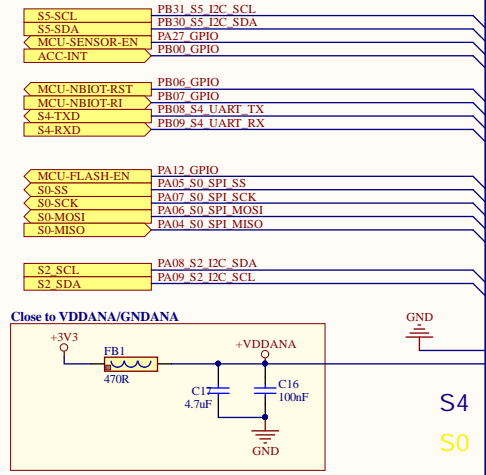 S5-SCL PB31_S5_I2C_SCL
S5-SDA PB30_S5_I2C_SDA
MCU-SENSOR-EN PA27_GPIO
ACC-INT PB00_GPIO
MCU-NBIOT-RST PB06_GPIO
MCU-NBIOT-RI PB07_GPIO
S4-TXD PB08_S4_UART_TX
S4-RXD PB09_S4_UART_RX
MCU-FLASH-EN PA12_GPIO
S0-SS PA05_S0_SPI_SS
S0-SCK PA07_S0_SPI_SCK
S0-MOSI PA06_S0_SPI_MOSI
S0-MISO PA04_S0_SPI_MISO
S2_SCL PA08_S2_I2C_SDA
S2_SDA PA09_S2_I2C_SCL
Close to VDDANA/GNDANA
GND
+3V3
FB1
+VDDANA
470R
C17
4.7uF
C16
100nF
GND
S4
S0